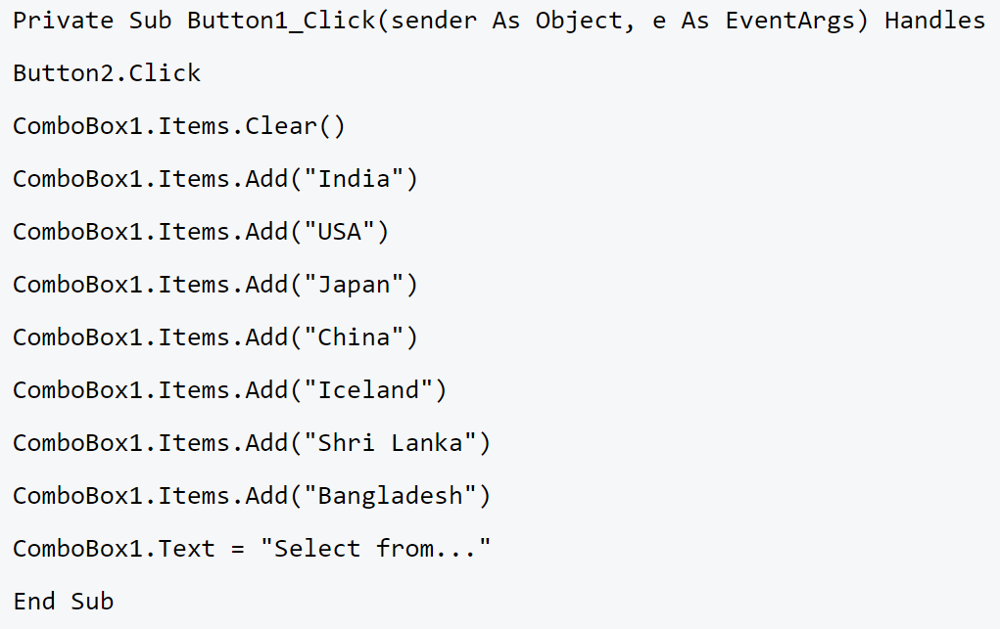 Private Sub Button1_Click(sender As Object, e As EventArgs) Handles
Button2.Click
ComboBox1.Items.Clear()
ComboBox1.Items.Add("India")
ComboBox1.Items.Add("USA")
ComboBox1.Items.Add("Japan")
ComboBox1.Items.Add("China")
ComboBox1.Items.Add("Iceland")
ComboBox1.Items.Add("Shri Lanka")
ComboBox1.Items.Add("Bangladesh")
ComboBox1.Text = "Select from..."
End Sub